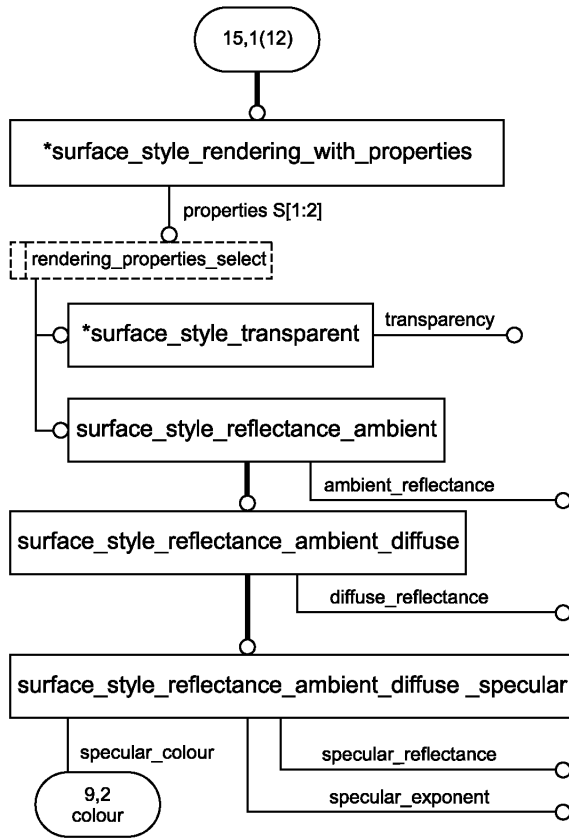 15,1(12)
*surface_style_rendering_with_properties
properties S[1:2]
rendering_properties_select
*surface_style_transparent
transparency
surface_style_reflectance_ambient
ambient_reflectance
surface_style_reflectance_ambient_diffuse
diffuse_reflectance
surface_style_reflectance_ambient_diffuse _specular
specular_colour
specular_reflectance
9,2
colour
specular_exponent